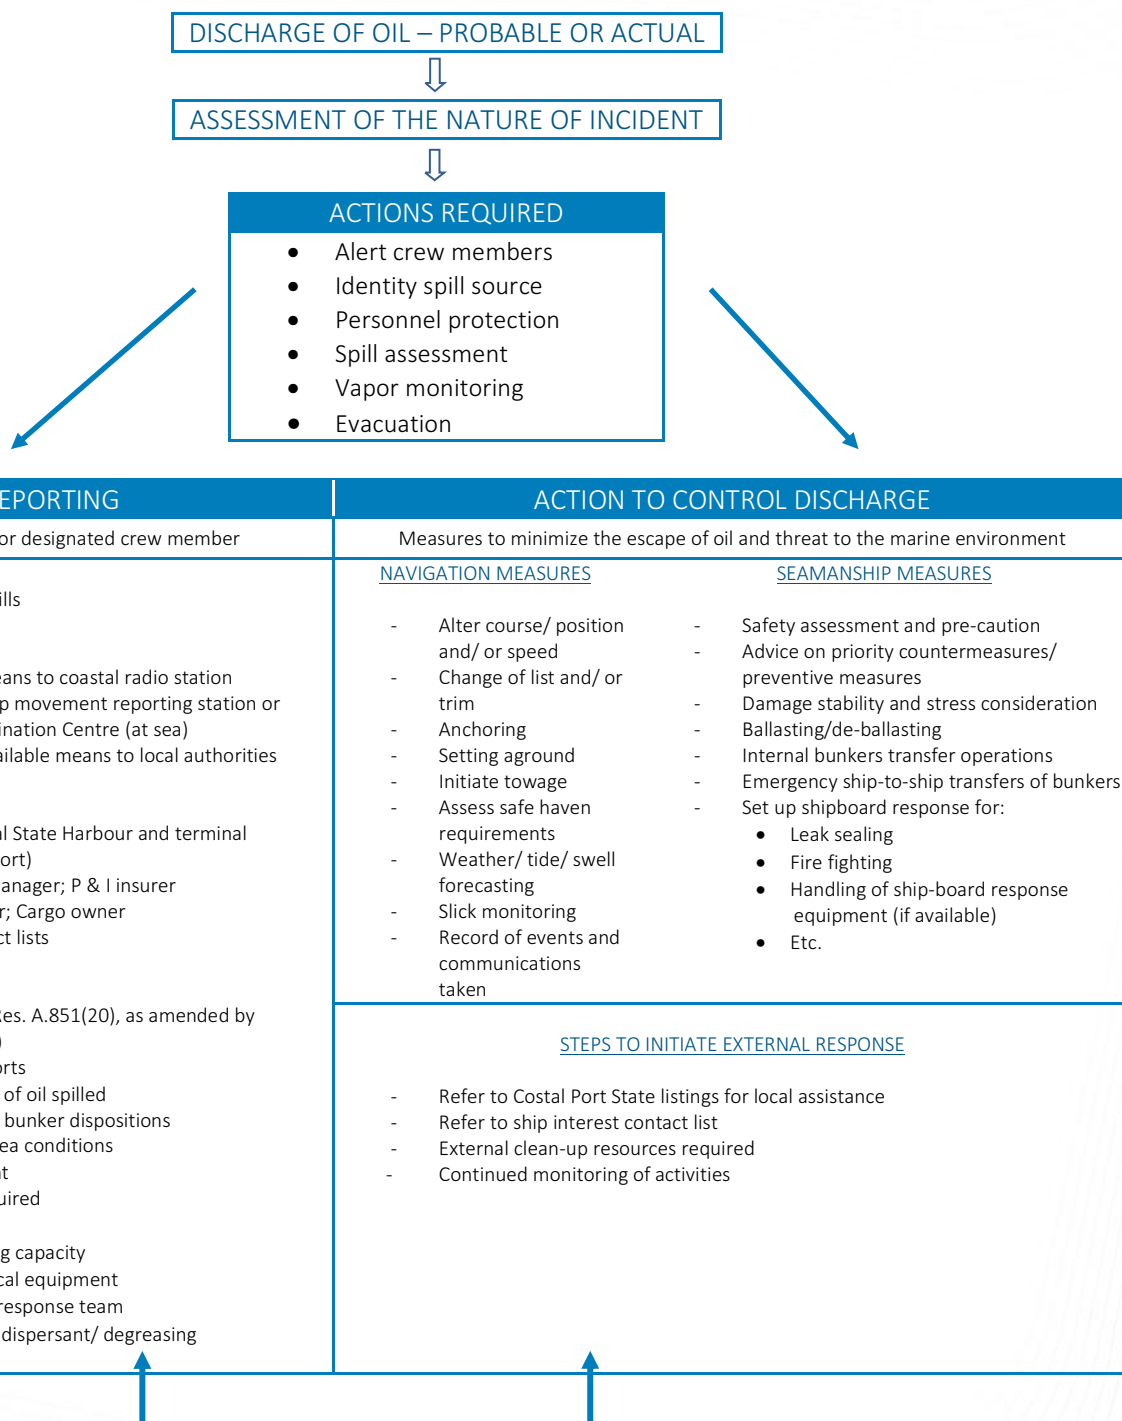 DISCHARGE OF OIL – PROBABLE OR ACTUAL
ASSESSMENT OF THE NATURE OF INCIDENT
ACTIONS REQUIRED
• Alert crew members
• Identity spill source
• Personnel protection
• Spill assessment
• Vapor monitoring
• Evacuation
EPORTING
or designated crew member
ills
eans to coastal radio station
p movement reporting station or
ination Centre (at sea)
ailable means to local authorities
al State Harbour and terminal
ort)
anager; P & I insurer
r; Cargo owner
ct lists
Res. A.851(20), as amended by
)
orts
of oil spilled
bunker dispositions
ea conditions
nt
uired
g capacity
cal equipment
response team
dispersant/ degreasing
ACTION TO CONTROL DISCHARGE
Measures to minimize the escape of oil and threat to the marine environment
NAVIGATION MEASURES
- Alter course/ position
and/ or speed
- Change of list and/ or
trim
- Anchoring
- Setting aground
- Initiate towage
- Assess safe haven
requirements
- Weather/ tide/ swell
forecasting
- Slick monitoring
- Record of events and
communications
taken
SEAMANSHIP MEASURES
- Safety assessment and pre-caution
- Advice on priority countermeasures/
preventive measures
- Damage stability and stress consideration
- Ballasting/de-ballasting
- Internal bunkers transfer operations
- Emergency ship-to-ship transfers of bunkers
- Set up shipboard response for:
• Leak sealing
• Fire fighting
• Handling of ship-board response
equipment (if available)
• Etc.
STEPS TO INITIATE EXTERNAL RESPONSE
- Refer to Costal Port State listings for local assistance
- Refer to ship interest contact list
- External clean-up resources required
- Continued monitoring of activities